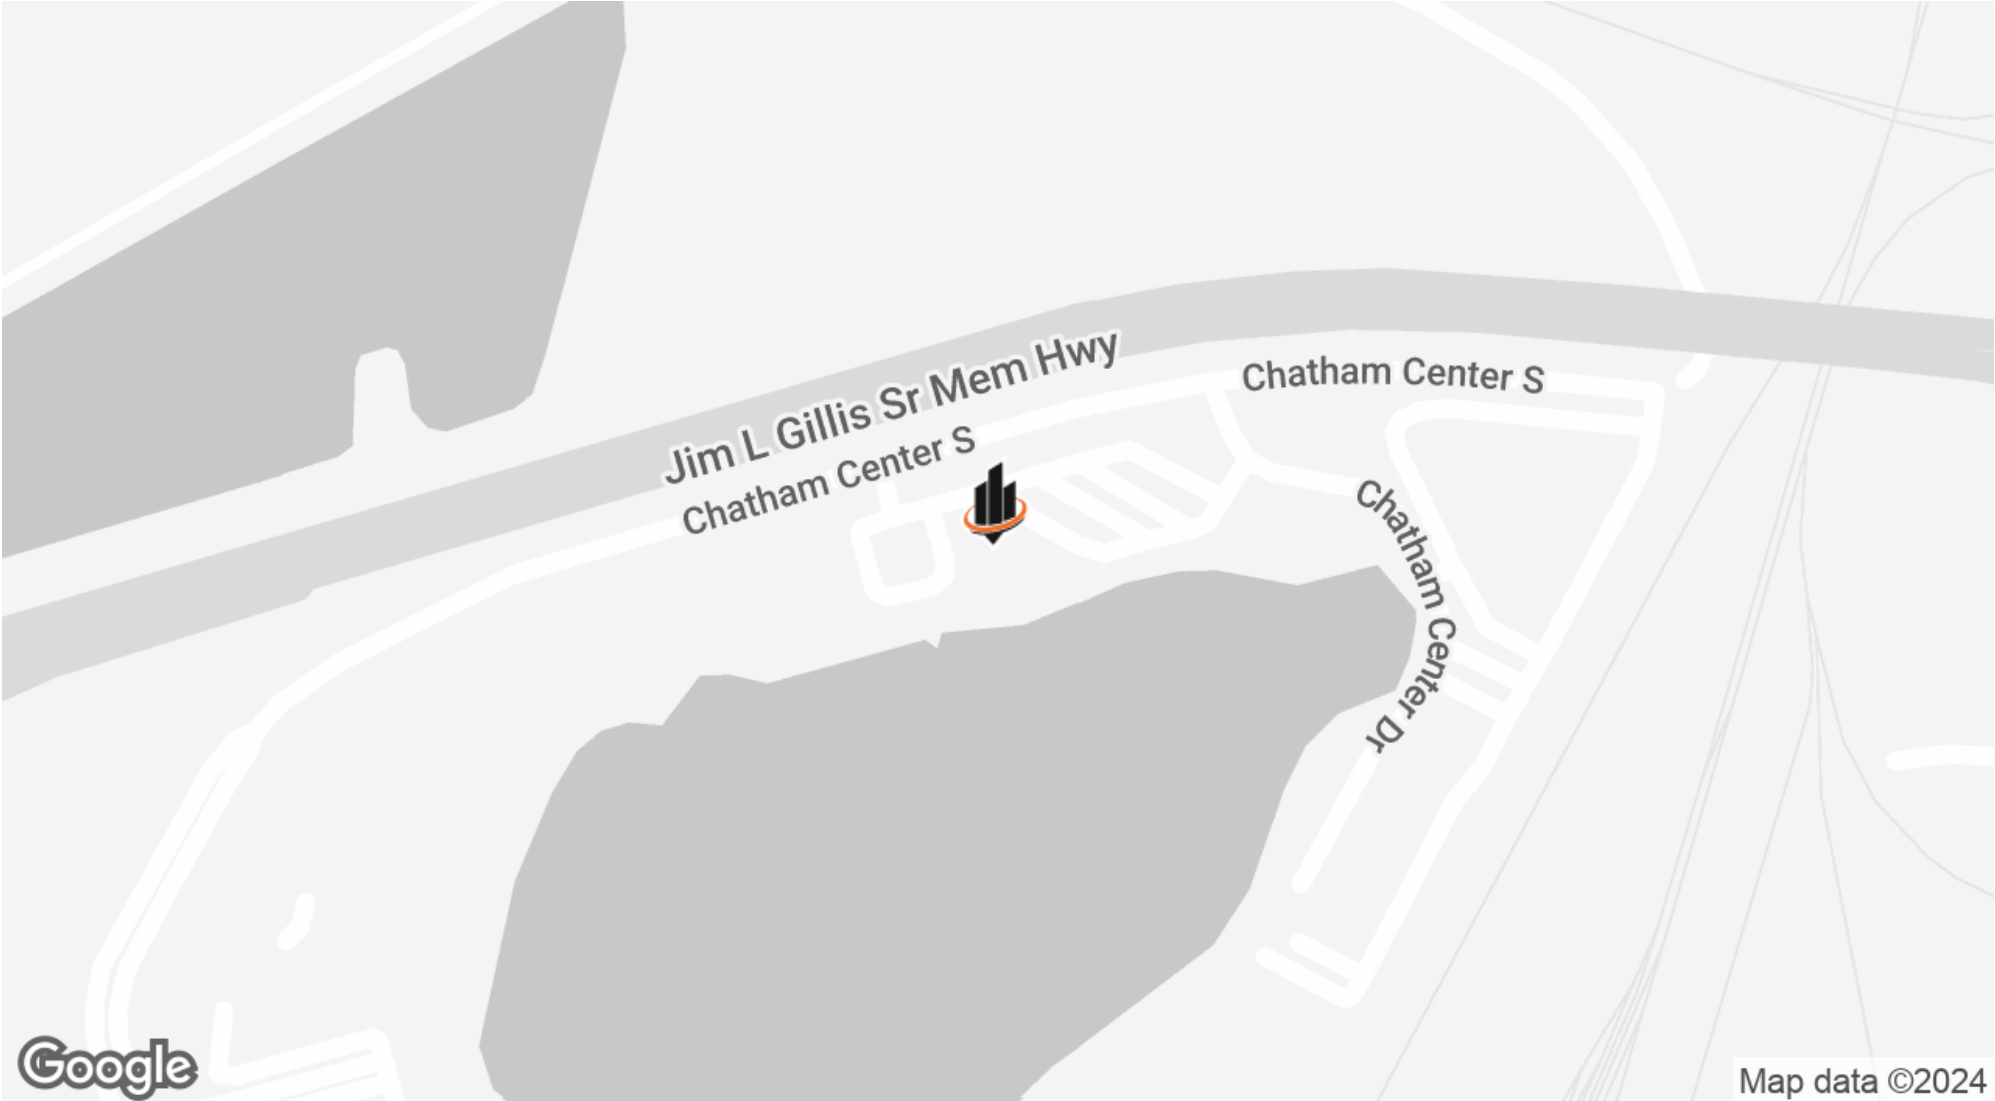 Jim L Gillis Sr Mem Hwy
Chatham Center S
Chatham Center S
Chatham Center Dr
Google
Map data ©2024